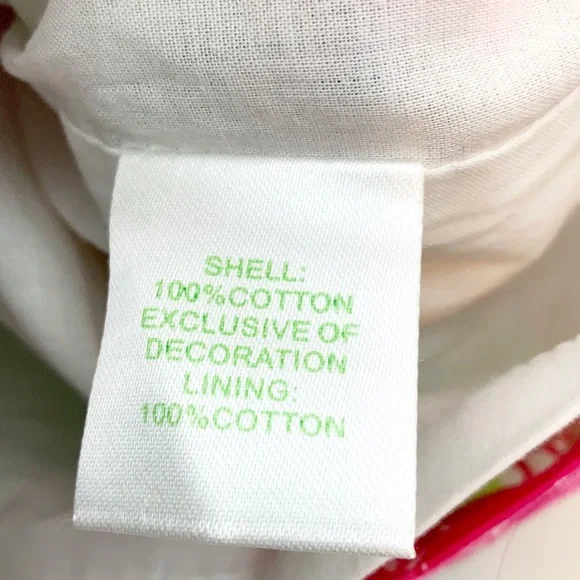 SHELL:
100%COTTON
EXCLUSIVE OF
DECORATION
LINING:
100%COTTON